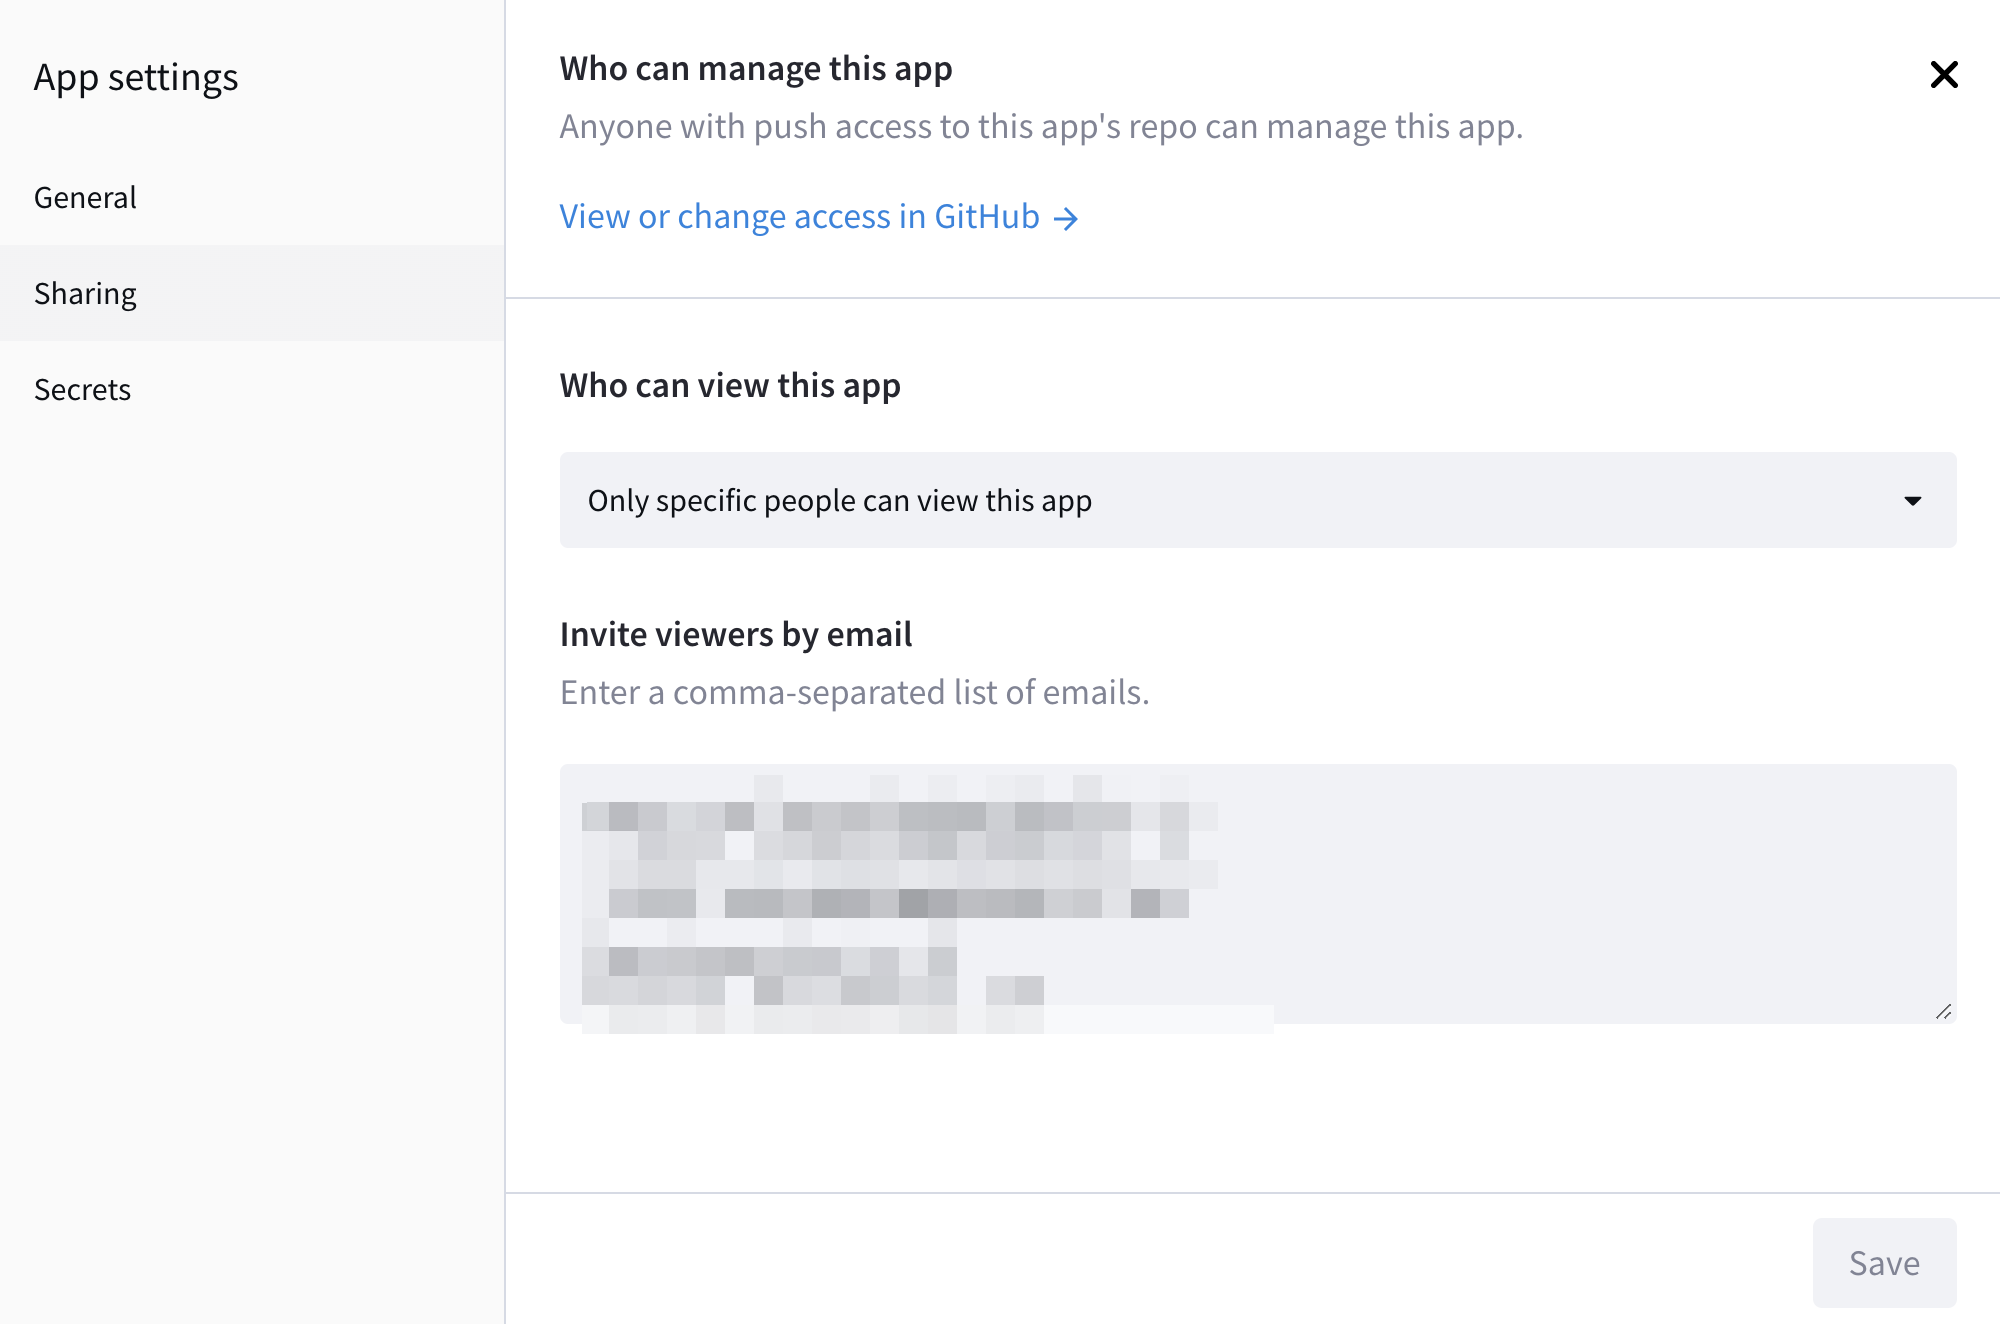 App settings
General
Sharing
Secrets
Who can manage this app
Anyone with push access to this app's repo can manage this app.
View or change access in GitHub →
Who can view this app
Only specific people can view this app
Invite viewers by email
Enter a comma-separated list of emails.
Save